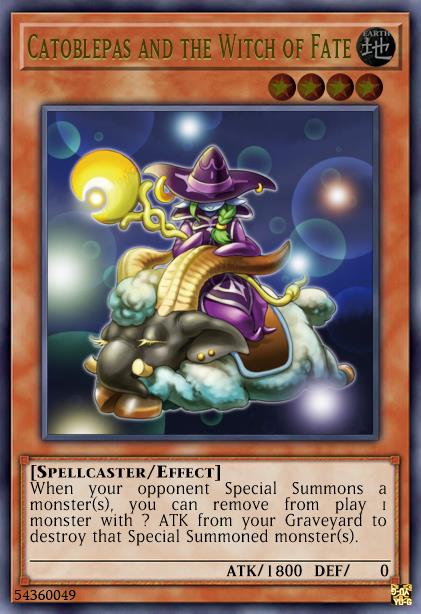 Catoblepas and the Witch of Fate
EARTH
地
[Spellcaster/Effect]
When your opponent Special Summons a
monster(s), you can remove from play 1
monster with ? ATK from your Graveyard to
destroy that Special Summoned monster(s).
ATK/1800 DEF/ 0
54360049